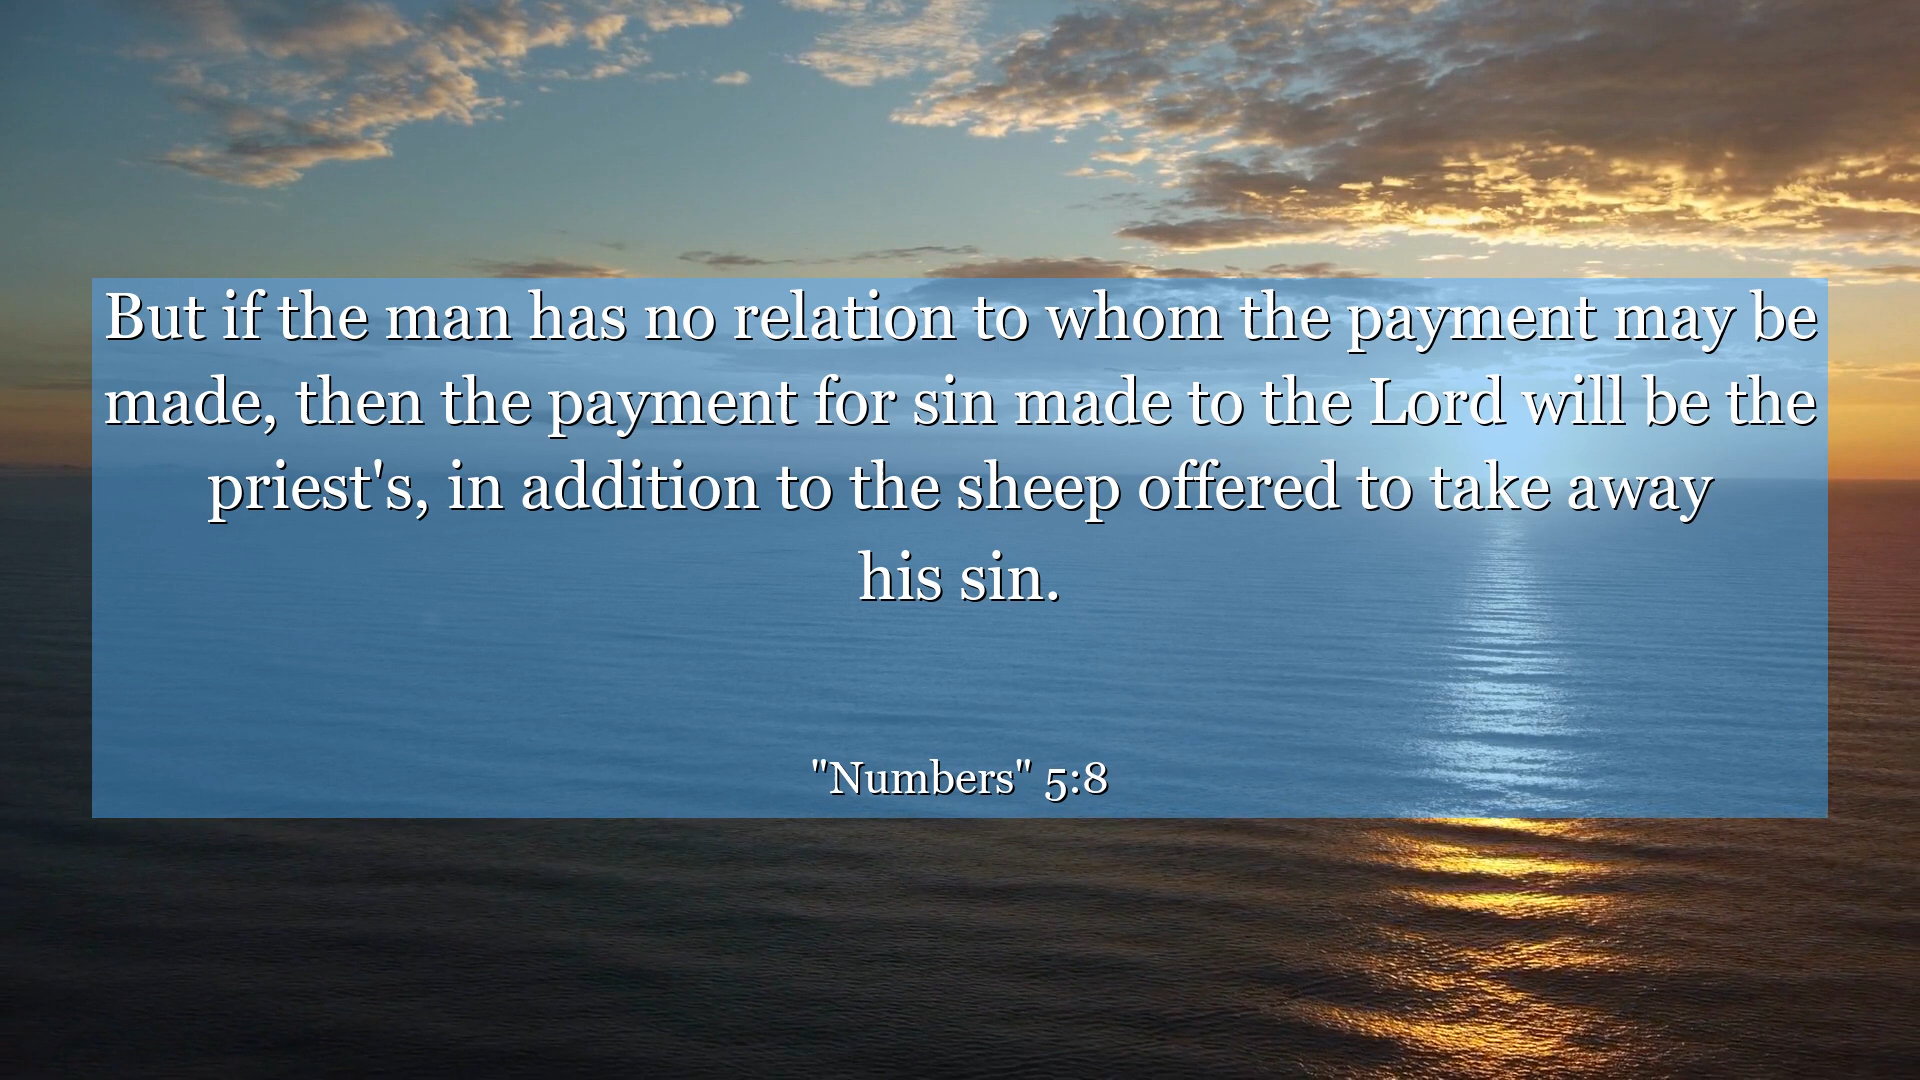 But if the man has no relation to whom the payment may be
made, then the payment for sin made to the Lord will be the
priest's, in addition to the sheep offered to take away
his sin.
"Numbers" 5:8